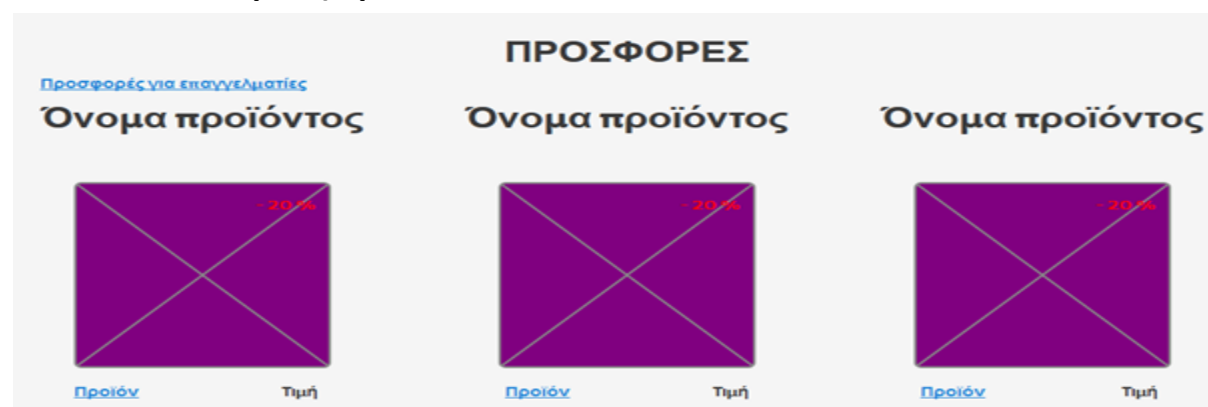 ΠΡΟΣΦΟΡΕΣ
Προσφορές για επαγγελματίες
Όνομα προϊόντος Όνομα προϊόντος Όνομα προϊόντος
- 20 % - 20 % - 20 %
Προϊόν Τιμή Προϊόν Τιμή Προϊόν Τιμή